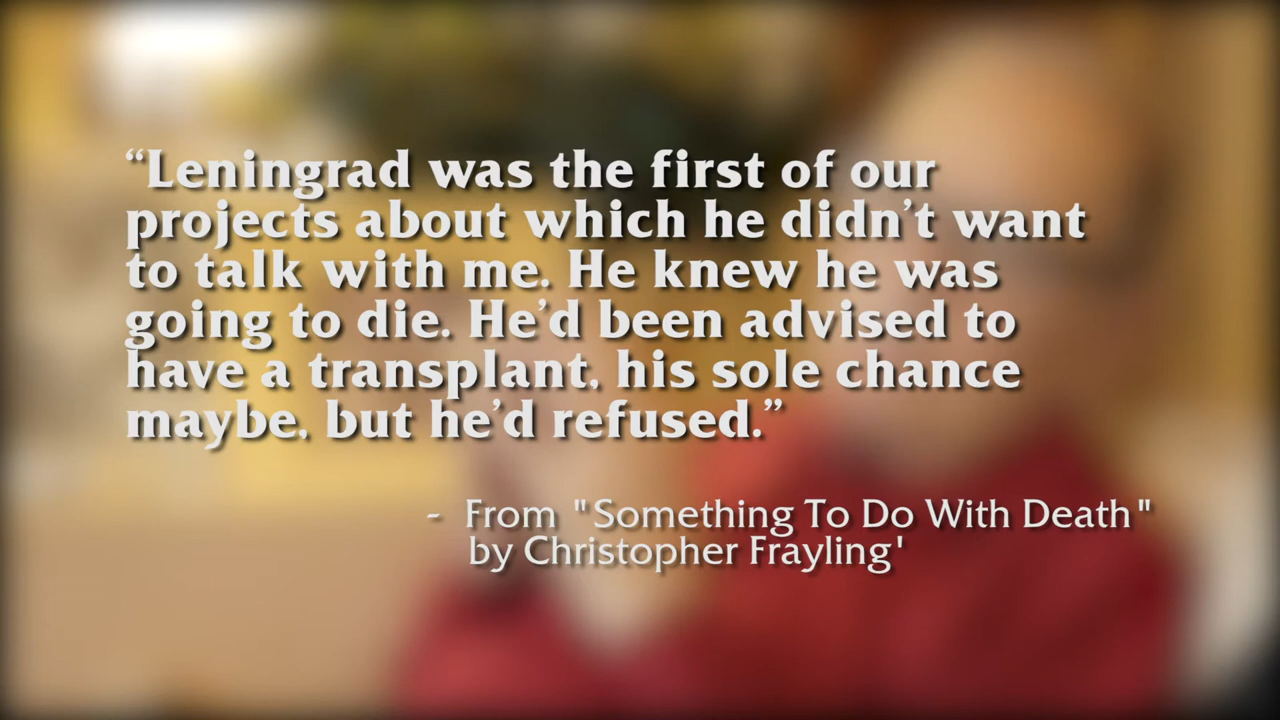 “Leningrad was the first of our
projects about which he didn’t want
to talk with me. He knew he was
going to die. He’d been advised to
have a transplant, his sole chance
maybe, but he’d refused.”
- From "Something To Do With Death"
by Christopher Frayling'